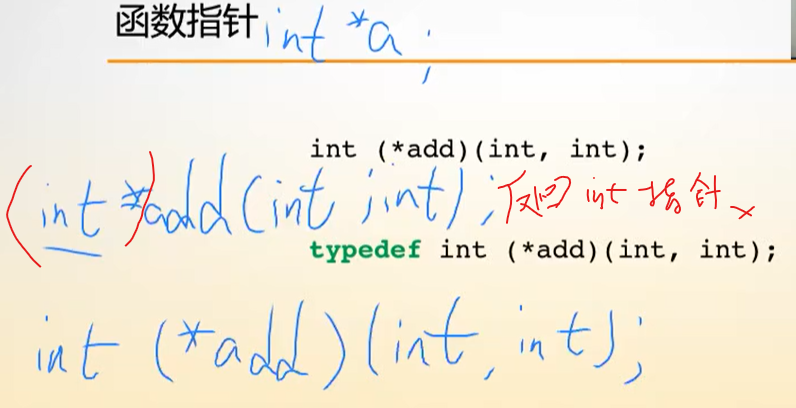 函数指针 int *a;
int (*add)(int, int);
(int *)add(int, int); 返回 int 指针 ×
typedef int (*add)(int, int);
int (*add)(int, int);